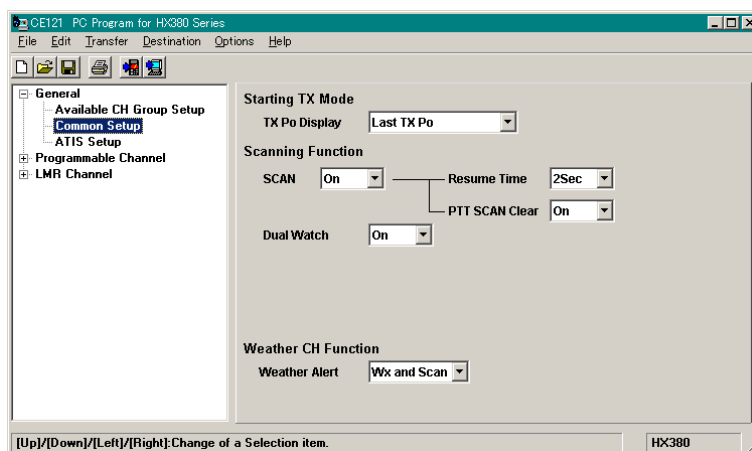 CE121 PC Program for HX380 Series
File Edit Transfer Destination Options Help
General
Available CH Group Setup
Common Setup
ATIS Setup
Programmable Channel
LMR Channel
Starting TX Mode
TX Po Display Last TX Po
Scanning Function
SCAN On Resume Time 2Sec
PTT SCAN Clear On
Dual Watch On
Weather CH Function
Weather Alert Wx and Scan
[Up]/[Down]/[Left]/[Right]:Change of a Selection item. HX380